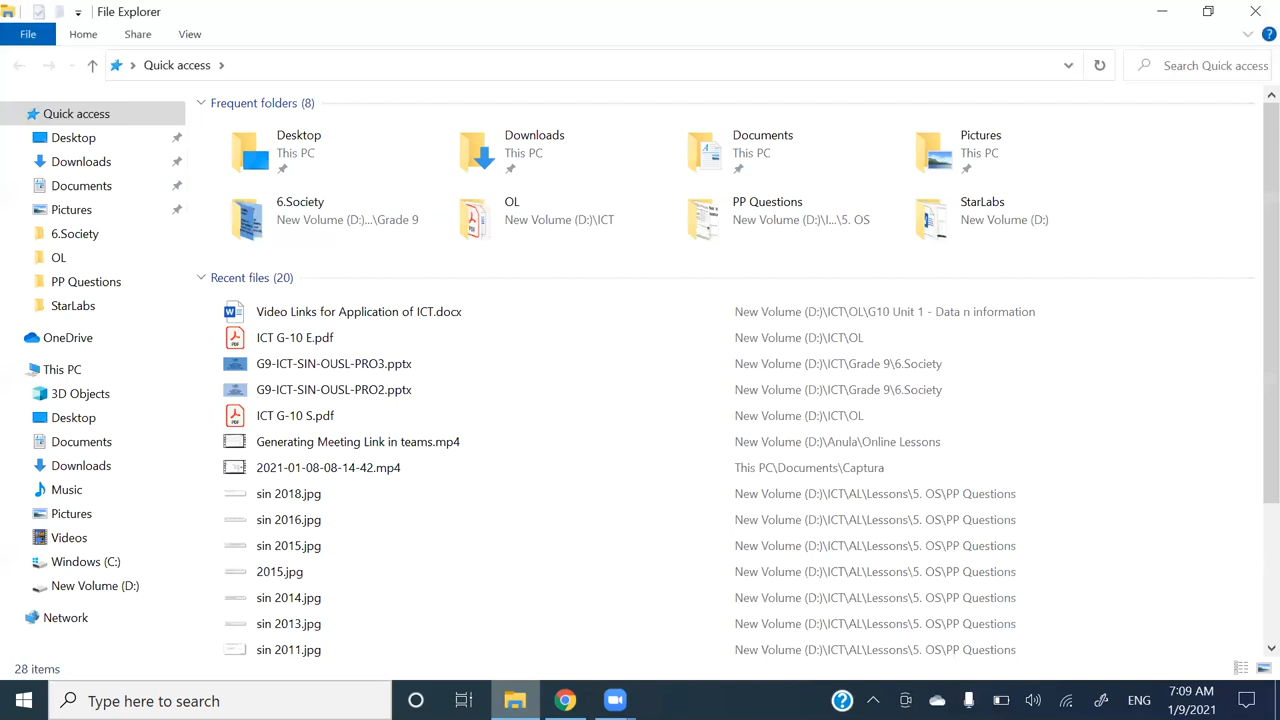 File Explorer
File Home Share View
Quick access Search Quick access
Quick access
Desktop
Downloads
Documents
Pictures
6.Society
OL
PP Questions
StarLabs
OneDrive
This PC
3D Objects
Desktop
Documents
Downloads
Music
Pictures
Videos
Windows (C:)
New Volume (D:)
Network
Frequent folders (8)
Desktop
This PC
Downloads
This PC
Documents
This PC
Pictures
This PC
6.Society
New Volume (D:)...\Grade 9
OL
New Volume (D:)\ICT
PP Questions
New Volume (D:)\I...\5. OS
StarLabs
New Volume (D:)
Recent files (20)
Video Links for Application of ICT.docx New Volume (D:)\ICT\OL\G10 Unit 1 - Data n information
ICT G-10 E.pdf New Volume (D:)\ICT\OL
G9-ICT-SIN-OUSL-PRO3.pptx New Volume (D:)\ICT\Grade 9\6.Society
G9-ICT-SIN-OUSL-PRO2.pptx New Volume (D:)\ICT\Grade 9\6.Society
ICT G-10 S.pdf New Volume (D:)\ICT\OL
Generating Meeting Link in teams.mp4 New Volume (D:)\Anula\Online Lessons
2021-01-08-08-14-42.mp4 This PC\Documents\Captura
sin 2018.jpg New Volume (D:)\ICT\AL\Lessons\5. OS\PP Questions
sin 2016.jpg New Volume (D:)\ICT\AL\Lessons\5. OS\PP Questions
sin 2015.jpg New Volume (D:)\ICT\AL\Lessons\5. OS\PP Questions
2015.jpg New Volume (D:)\ICT\AL\Lessons\5. OS\PP Questions
sin 2014.jpg New Volume (D:)\ICT\AL\Lessons\5. OS\PP Questions
sin 2013.jpg New Volume (D:)\ICT\AL\Lessons\5. OS\PP Questions
sin 2011.jpg New Volume (D:)\ICT\AL\Lessons\5. OS\PP Questions
28 items
Type here to search
ENG
7:09 AM
1/9/2021